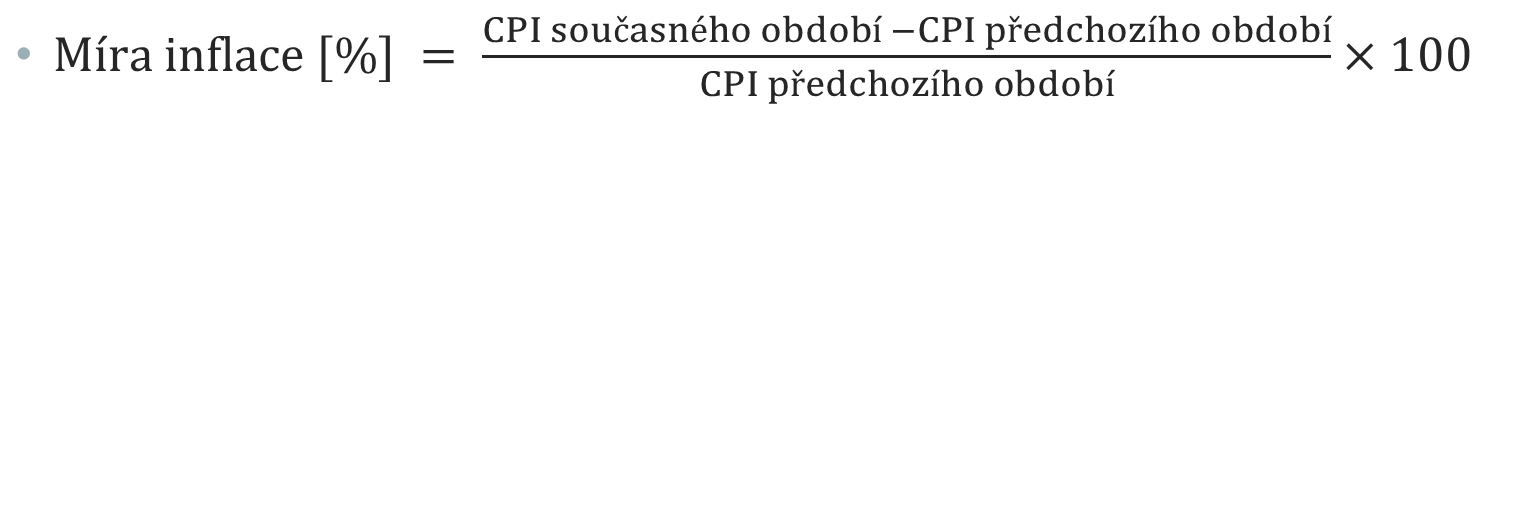 • Míra inflace [%] = (CPI současného období −CPI předchozího období) / (CPI předchozího období) × 100